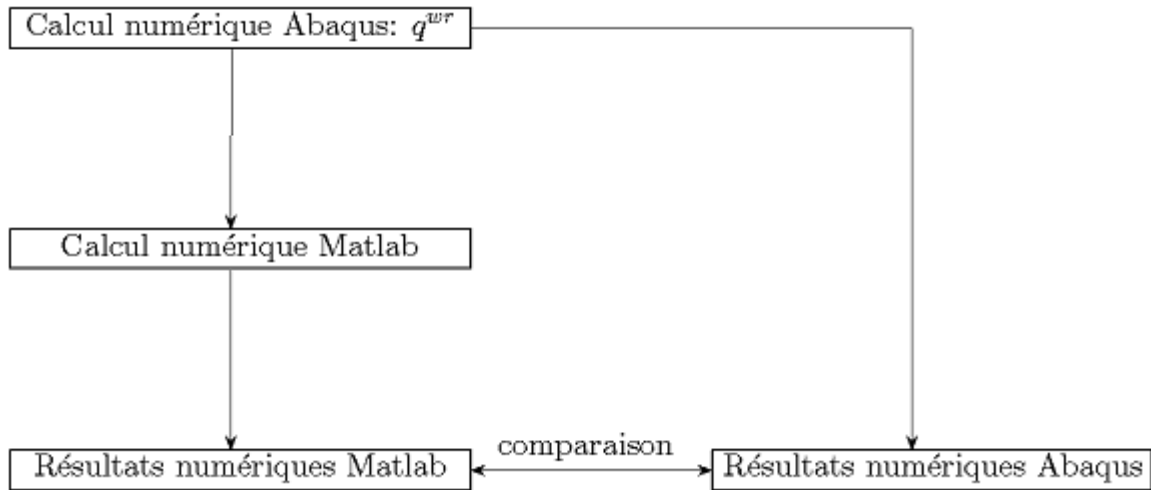 Calcul numérique Abaqus: q^{wr}
Calcul numérique Matlab
comparaison
Résultats numériques Matlab
Résultats numériques Abaqus